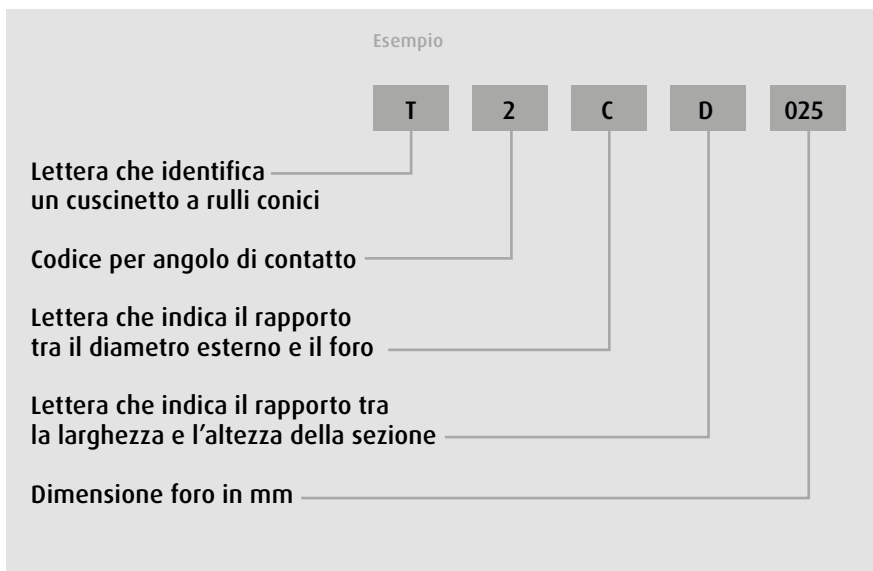 Esempio
T 2 C D 025
Lettera che identifica
un cuscinetto a rulli conici
Codice per angolo di contatto
Lettera che indica il rapporto
tra il diametro esterno e il foro
Lettera che indica il rapporto tra
la larghezza e l'altezza della sezione
Dimensione foro in mm